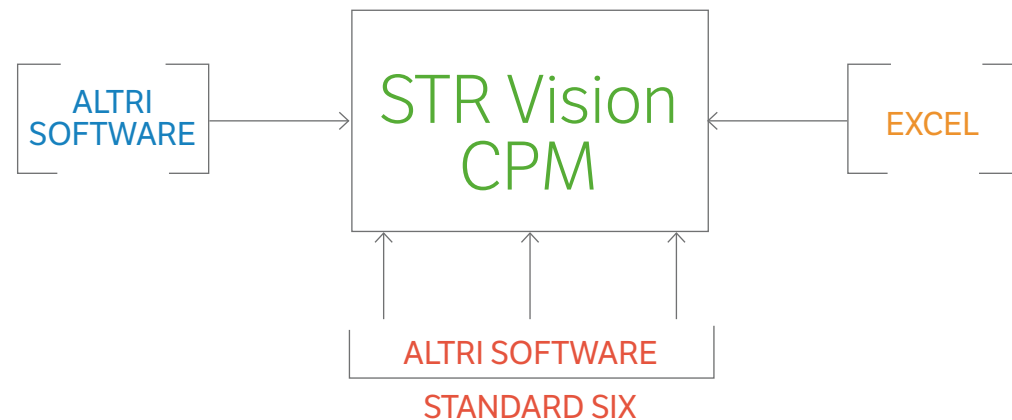 ALTRI
SOFTWARE
STR Vision
CPM
EXCEL
ALTRI SOFTWARE
STANDARD SIX